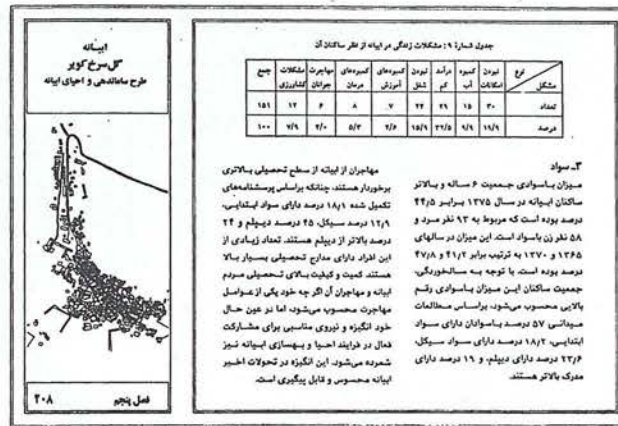 ابیانه
گل سرخ کویر
طرح ساماندهی و احیای ابیانه
فصل پنجم
۲۰۸
جدول شمارهٔ ۹ : مشکلات زندگی در ابیانه از نظر ساکنان آن
نوع مشکل | نبودن امکانات | کمبود آب | درآمد کم | نبودن شغل | کمبودهای آموزش | کمبودهای درمان | مهاجرت جوانان | مشکلات کشاورزی | جمع
تعداد | ۳۰ | ۱۵ | ۴۹ | ۲۴ | ۷ | ۸ | ۶ | ۱۲ | ۱۵۱
درصد | ۱۹/۹ | ۹/۹ | ۳۲/۵ | ۱۵/۹ | ۴/۶ | ۵/۳ | ۴/۰ | ۷/۹ | ۱۰۰
۳ـ سواد
میزان باسوادی جمعیت ۶ ساله و بالاتر
ساکنان ابیانه در سال ۱۳۷۵ برابر ۴۴/۵
درصد بوده است که مربوط به ۹۳ نفر مرد و
۵۸ نفر زن باسواد است. این میزان در سالهای
۱۳۶۵ و ۱۳۷۰ به ترتیب برابر ۴۱/۲ و ۴۷/۸
درصد بوده است. با توجه به سالخوردگی،
جمعیت ساکنان این میزان باسوادی رقم
بالایی محسوب می‌شود. براساس مطالعات
میدانی ۵۷ درصد باسوادان دارای سواد
ابتدایی، ۱۸/۲ درصد دارای سواد سیکل،
۲۳/۶ درصد دارای دیپلم، و ۱۹ درصد دارای
مدرک بالاتر هستند.
مهاجران از ابیانه از سطح تحصیلی بالاتری
برخوردار هستند، چنانکه براساس پرسشنامه‌های
تکمیل شده ۱۸٫۱ درصد دارای سواد ابتدایی،
۱۲٫۹ درصد سیکل، ۴۵ درصد دیپلم و ۲۴
درصد بالاتر از دیپلم هستند. تعداد زیادی از
این افراد دارای مدارج تحصیلی بسیار بالا
هستند. کمیت و کیفیت بالای تحصیلی مردم
ابیانه و مهاجران آن اگر چه خود یکی از عوامل
مهاجرت محسوب می‌شود، اما در عین حال
خود انگیزه و نیروی مناسبی برای مشارکت
فعال در فرایند احیا و بهسازی ابیانه نیز
شمرده می‌شود. این انگیزه در تحولات اخیر
ابیانه محسوس و قابل پیگیری است.